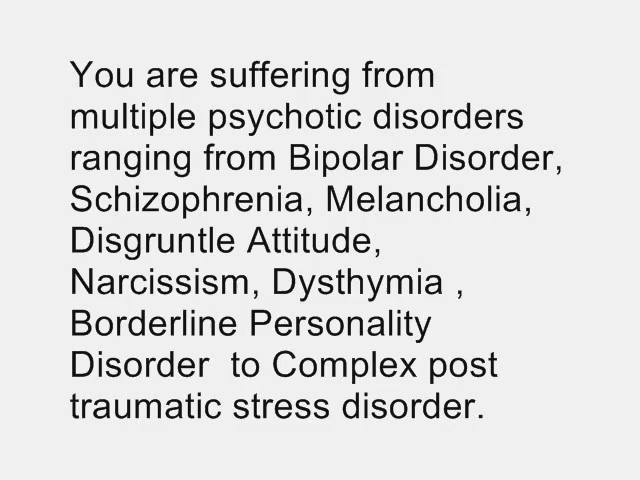 You are suffering from
multiple psychotic disorders
ranging from Bipolar Disorder,
Schizophrenia, Melancholia,
Disgruntle Attitude,
Narcissism, Dysthymia ,
Borderline Personality
Disorder  to Complex post
traumatic stress disorder.